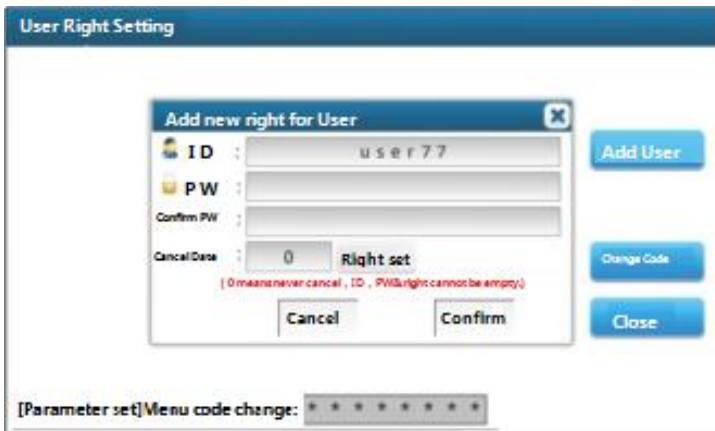 User Right Setting
Add new right for User
ID : user77
Add User
PW :
Confirm PW :
Cancel Date : 0 Right set
Change Code
( 0 means never cancel , ID , PW&right cannot be empty.)
Cancel Confirm
Close
[Parameter set]Menu code change: * * * * * * * *